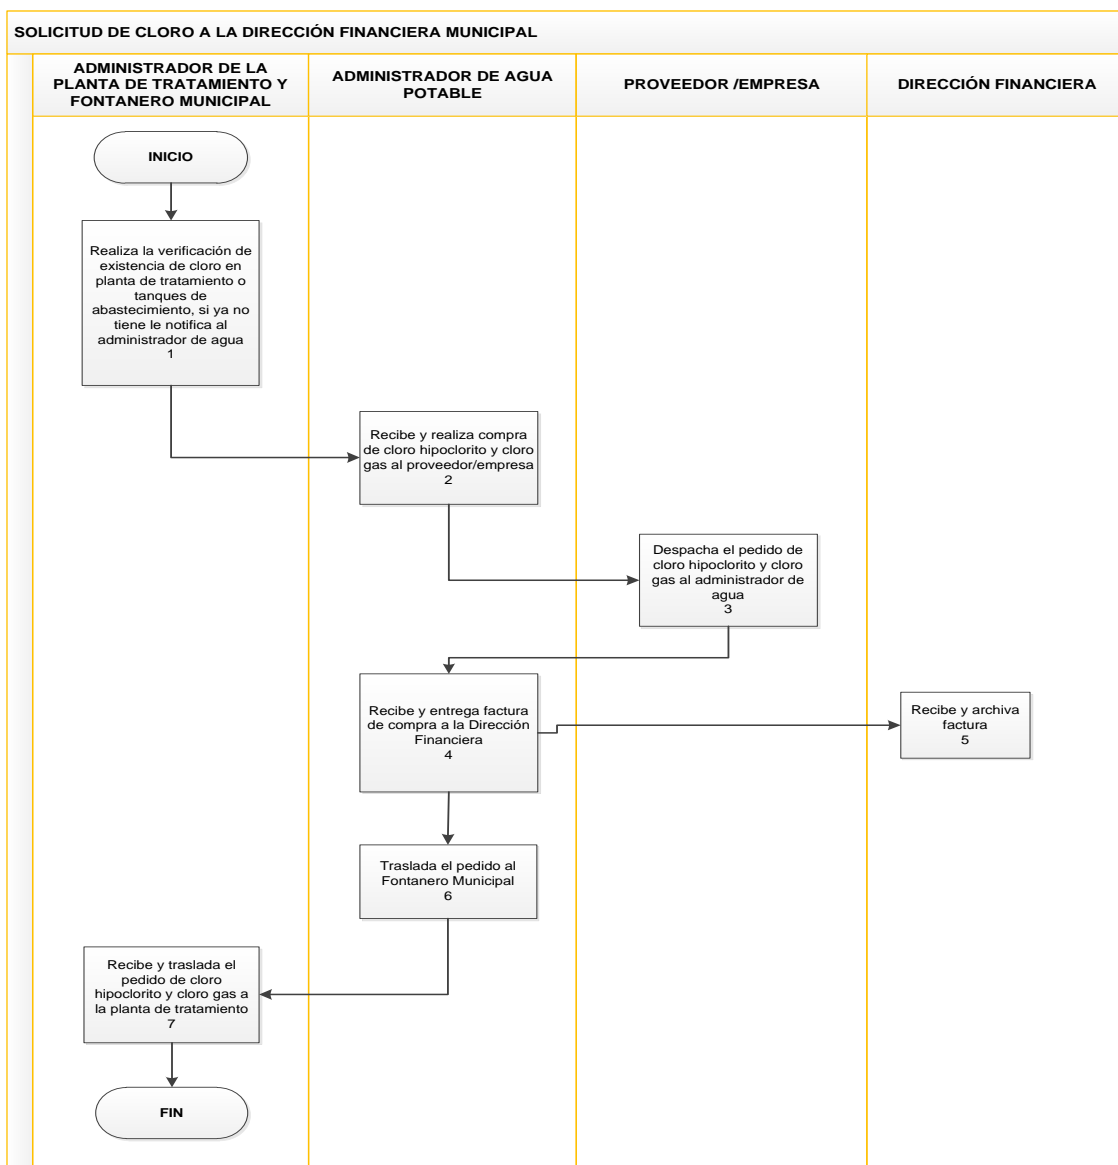 SOLICITUD DE CLORO A LA DIRECCIÓN FINANCIERA MUNICIPAL
ADMINISTRADOR DE LA
PLANTA DE TRATAMIENTO Y
FONTANERO MUNICIPAL
ADMINISTRADOR DE AGUA
POTABLE
PROVEEDOR /EMPRESA
DIRECCIÓN FINANCIERA
INICIO
Realiza la verificación de
existencia de cloro en
planta de tratamiento o
tanques de
abastecimiento, si ya no
tiene le notifica al
administrador de agua
1
Recibe y realiza compra
de cloro hipoclorito y cloro
gas al proveedor/empresa
2
Despacha el pedido de
cloro hipoclorito y cloro
gas al administrador de
agua
3
Recibe y entrega factura
de compra a la Dirección
Financiera
4
Recibe y archiva
factura
5
Traslada el pedido al
Fontanero Municipal
6
Recibe y traslada el
pedido de cloro
hipoclorito y cloro gas a
la planta de tratamiento
7
FIN